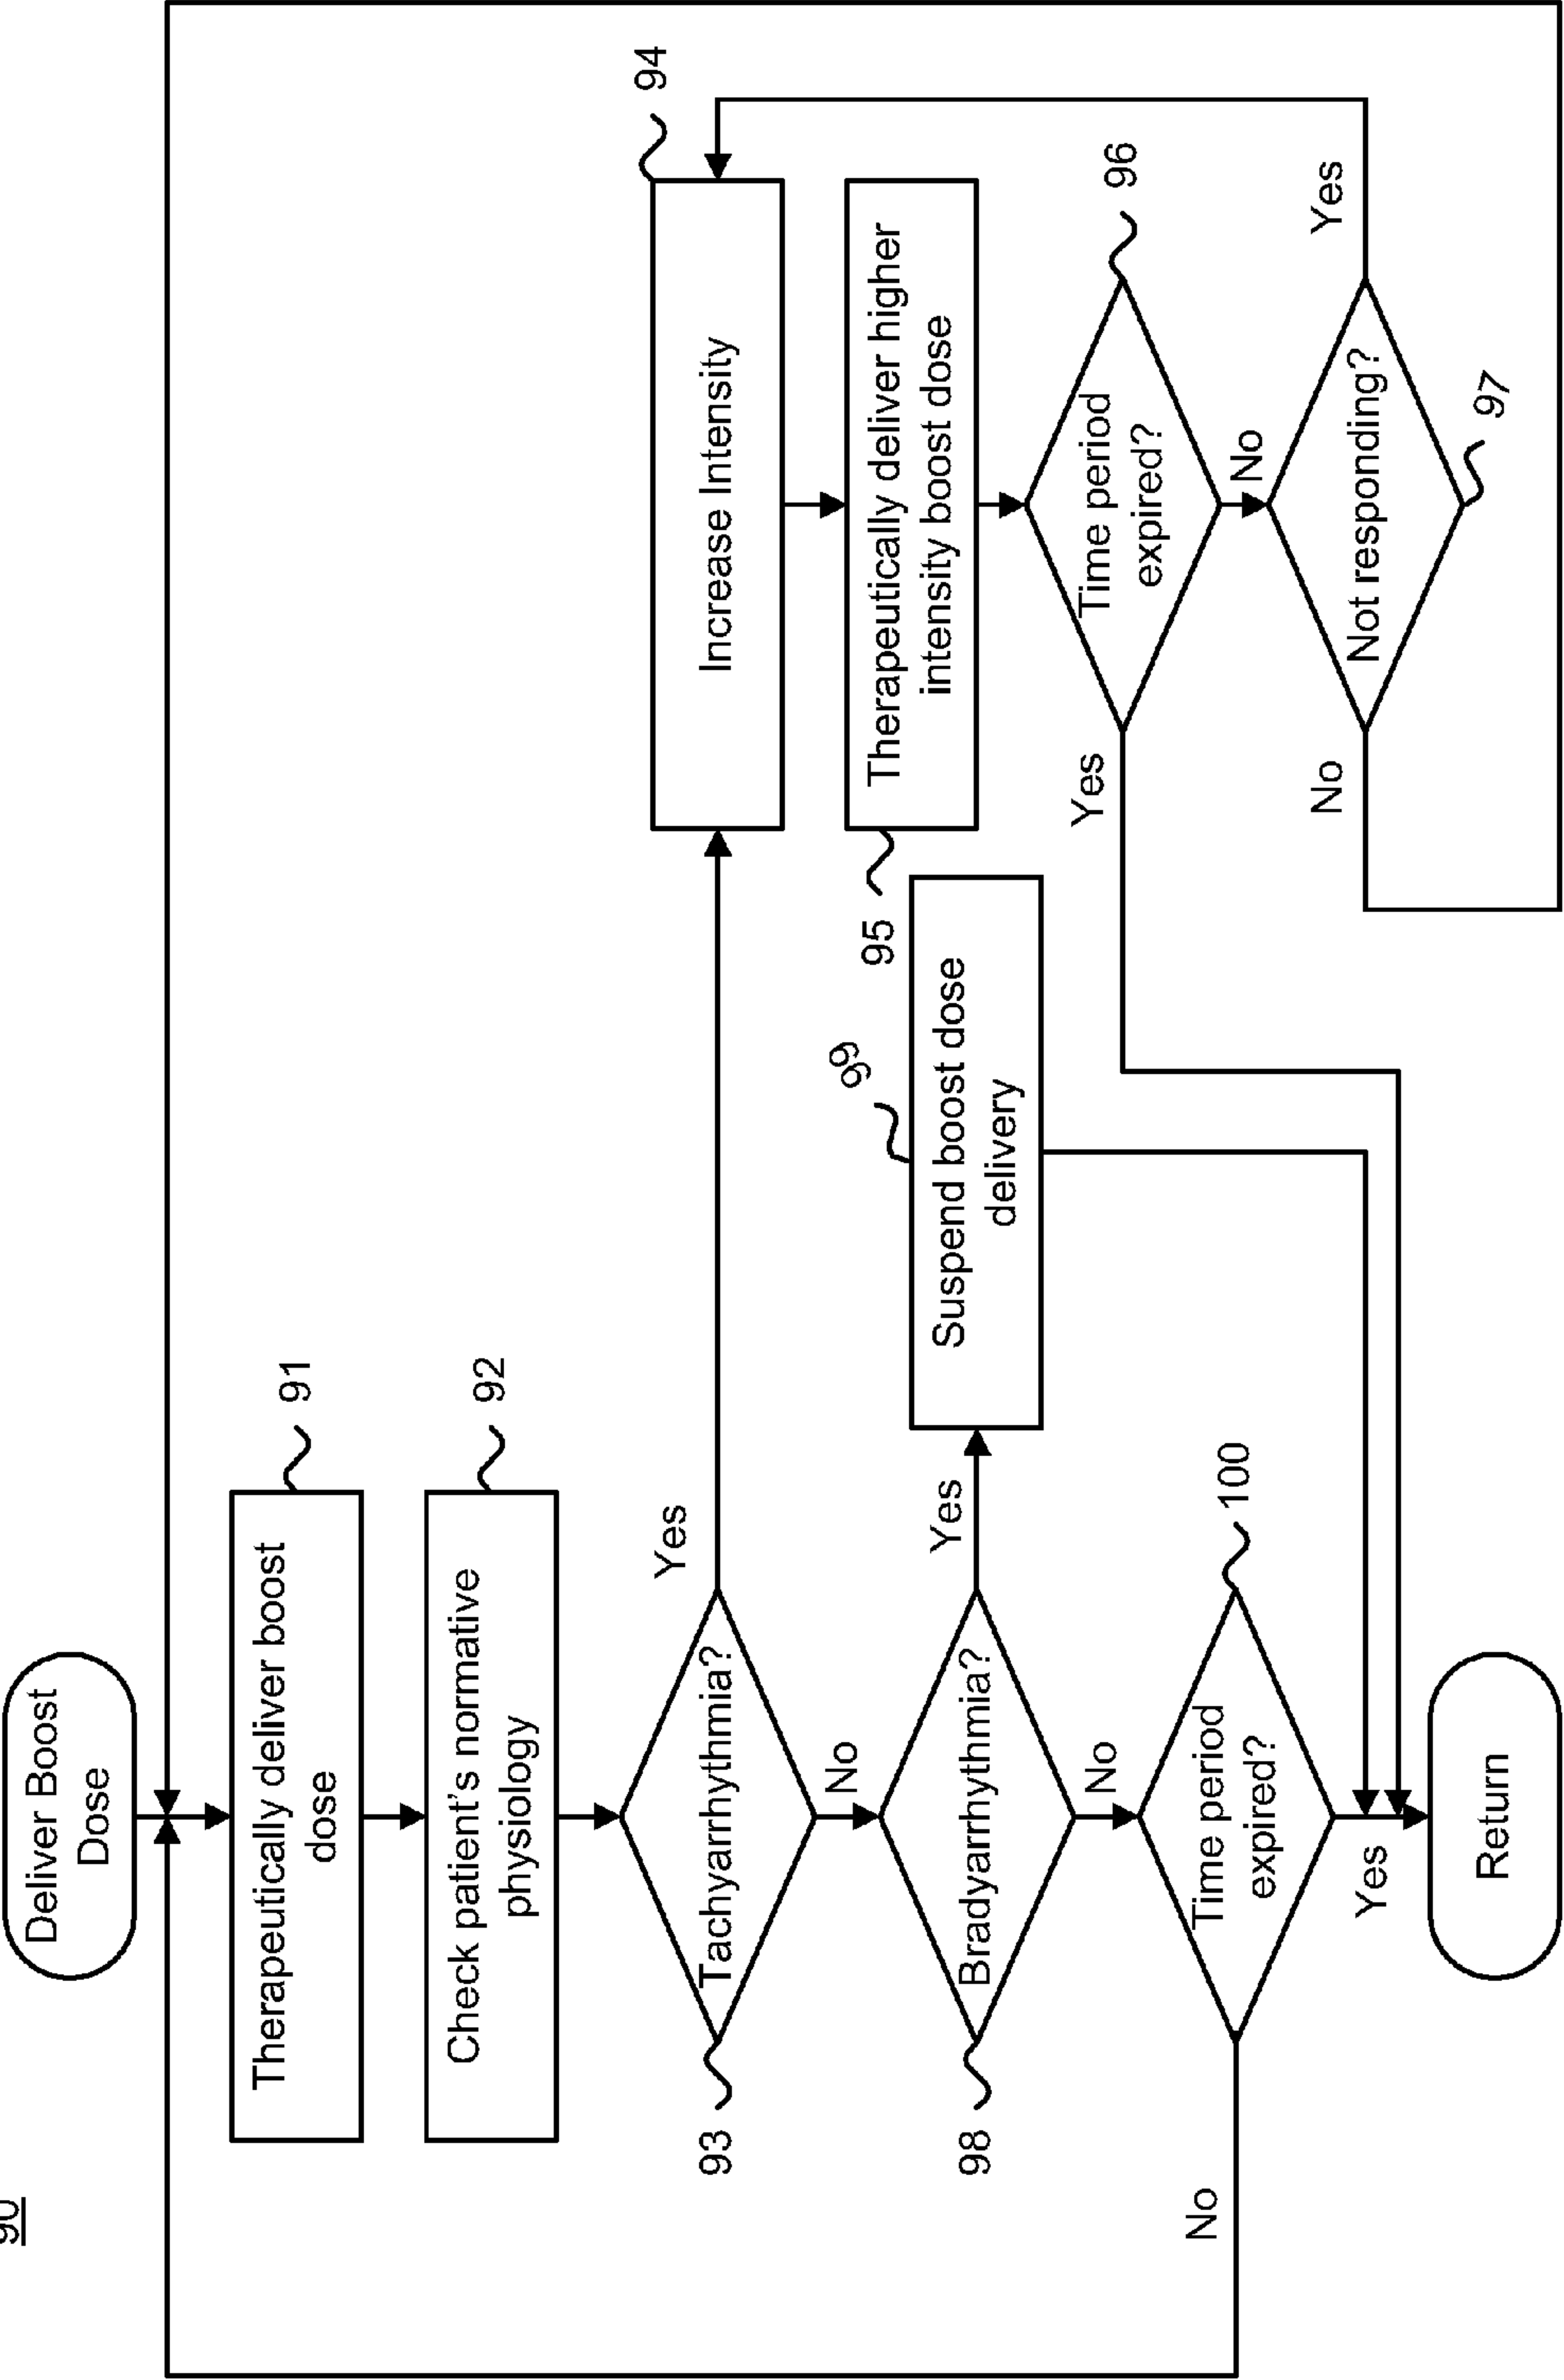 90
Deliver Boost
Dose
Therapeutically deliver boost
dose
91
Check patient's normative
physiology
92
Tachyarrhythmia?
93
Yes
No
Increase Intensity
94
Therapeutically deliver higher
intensity boost dose
95
Time period
expired?
96
Yes
No
Not responding?
97
Yes
No
Bradyarrhythmia?
98
Yes
No
Suspend boost dose
delivery
99
Time period
expired?
100
No
Yes
Return